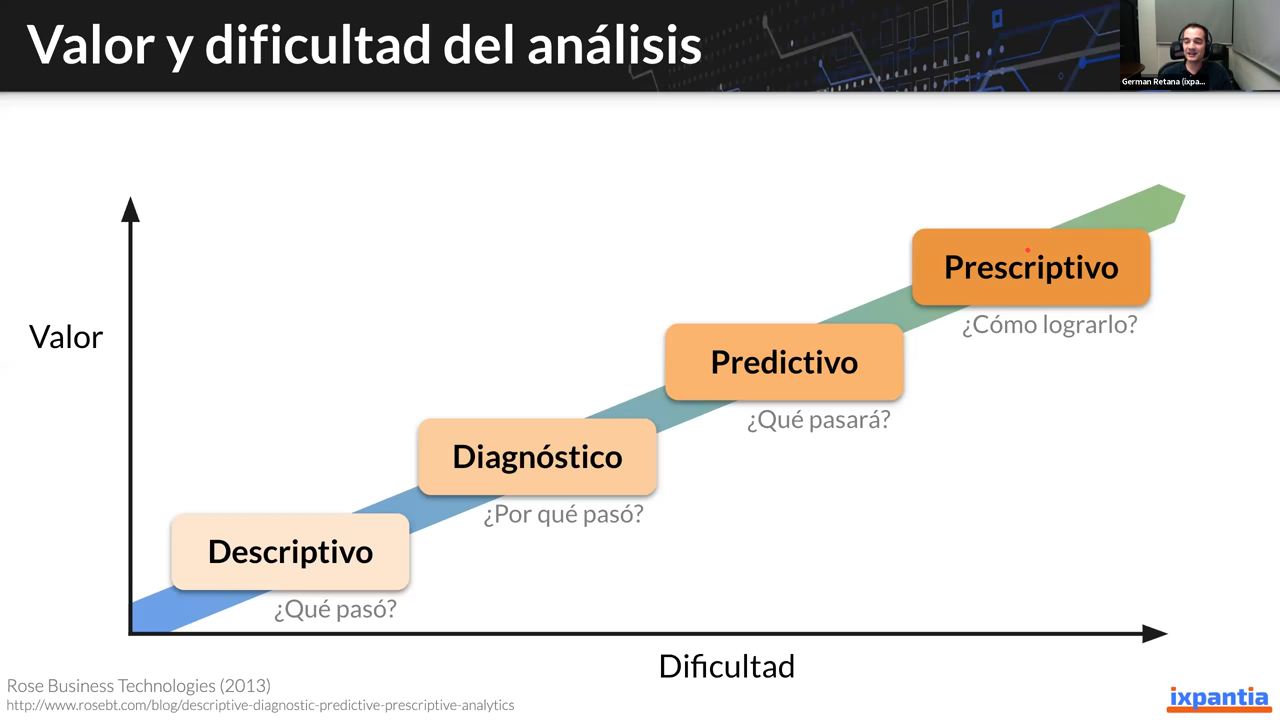 Valor y dificultad del análisis
German Retana (ixpa...
Prescriptivo
¿Cómo lograrlo?
Valor
Predictivo
¿Qué pasará?
Diagnóstico
¿Por qué pasó?
Descriptivo
¿Qué pasó?
Dificultad
Rose Business Technologies (2013)
http://www.rosebt.com/blog/descriptive-diagnostic-predictive-prescriptive-analytics
ixpantia